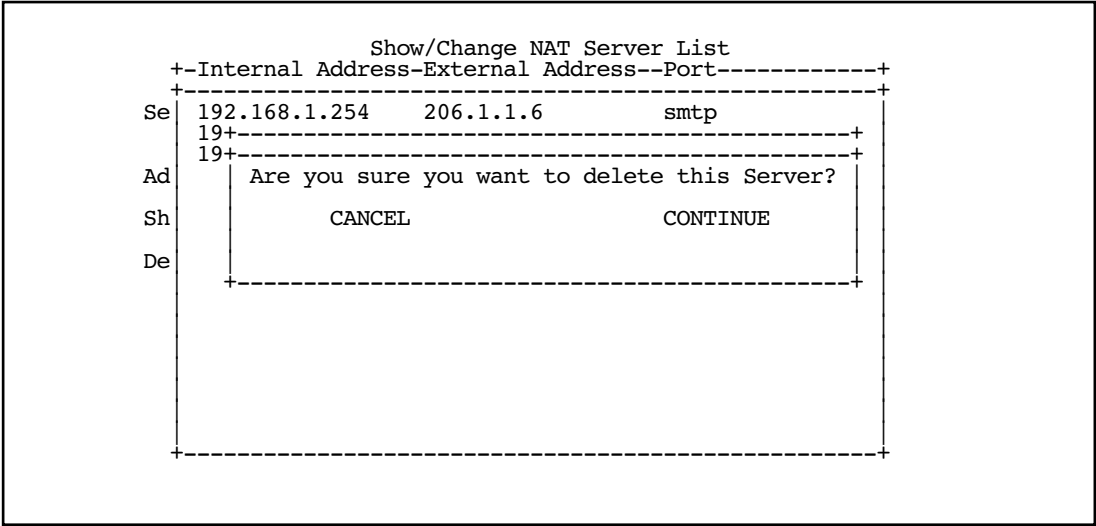 Show/Change NAT Server List
+-Internal Address-External Address--Port------------+
+----------------------------------------------------+
Se| 192.168.1.254 206.1.1.6 smtp |
| 19+----------------------------------------------+ |
| 19+----------------------------------------------+ |
Ad| | Are you sure you want to delete this Server? | |
Sh| | CANCEL CONTINUE | |
De| | | |
+----------------------------------------------+
+----------------------------------------------------+